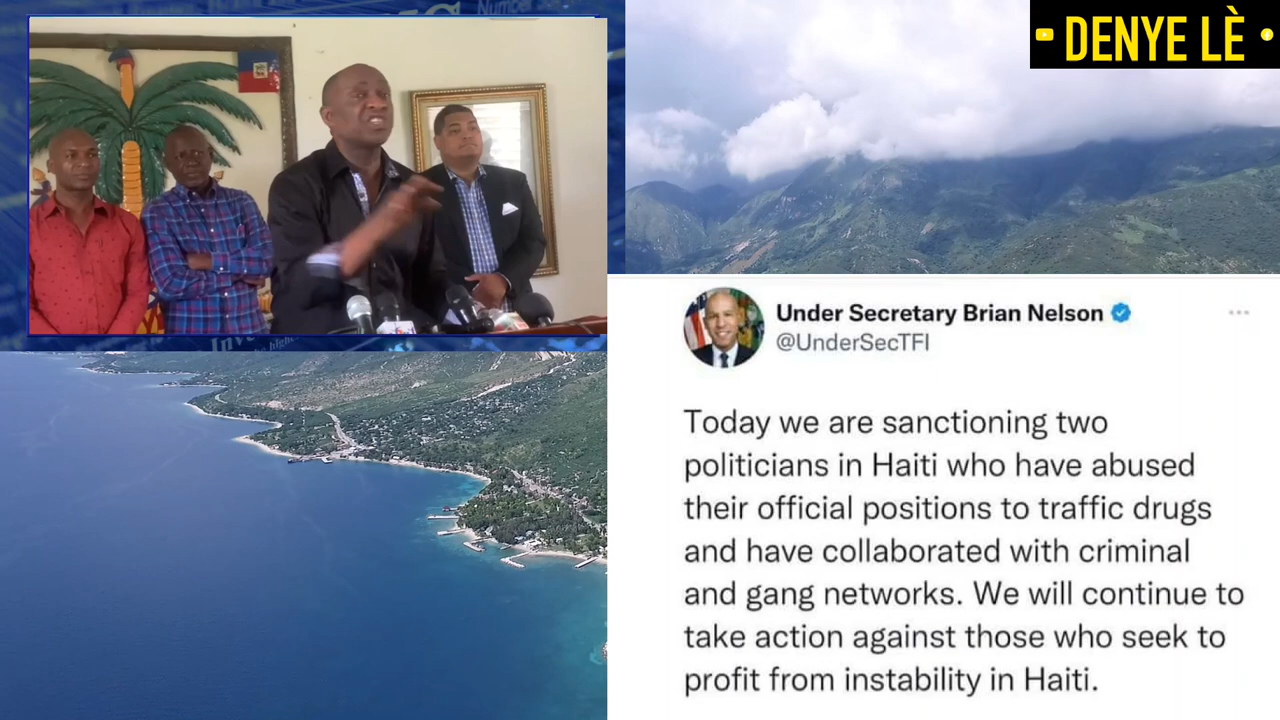 DENYE LÈ
Under Secretary Brian Nelson
@UnderSecTFI
Today we are sanctioning two
politicians in Haiti who have abused
their official positions to traffic drugs
and have collaborated with criminal
and gang networks. We will continue to
take action against those who seek to
profit from instability in Haiti.